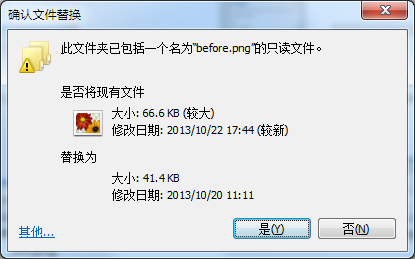 确认文件替换
此文件夹已包括一个名为"before.png"的只读文件。
是否将现有文件
大小: 66.6 KB (较大)
修改日期: 2013/10/22 17:44 (较新)
替换为
大小: 41.4 KB
修改日期: 2013/10/20 11:11
其他...
是(Y)
否(N)